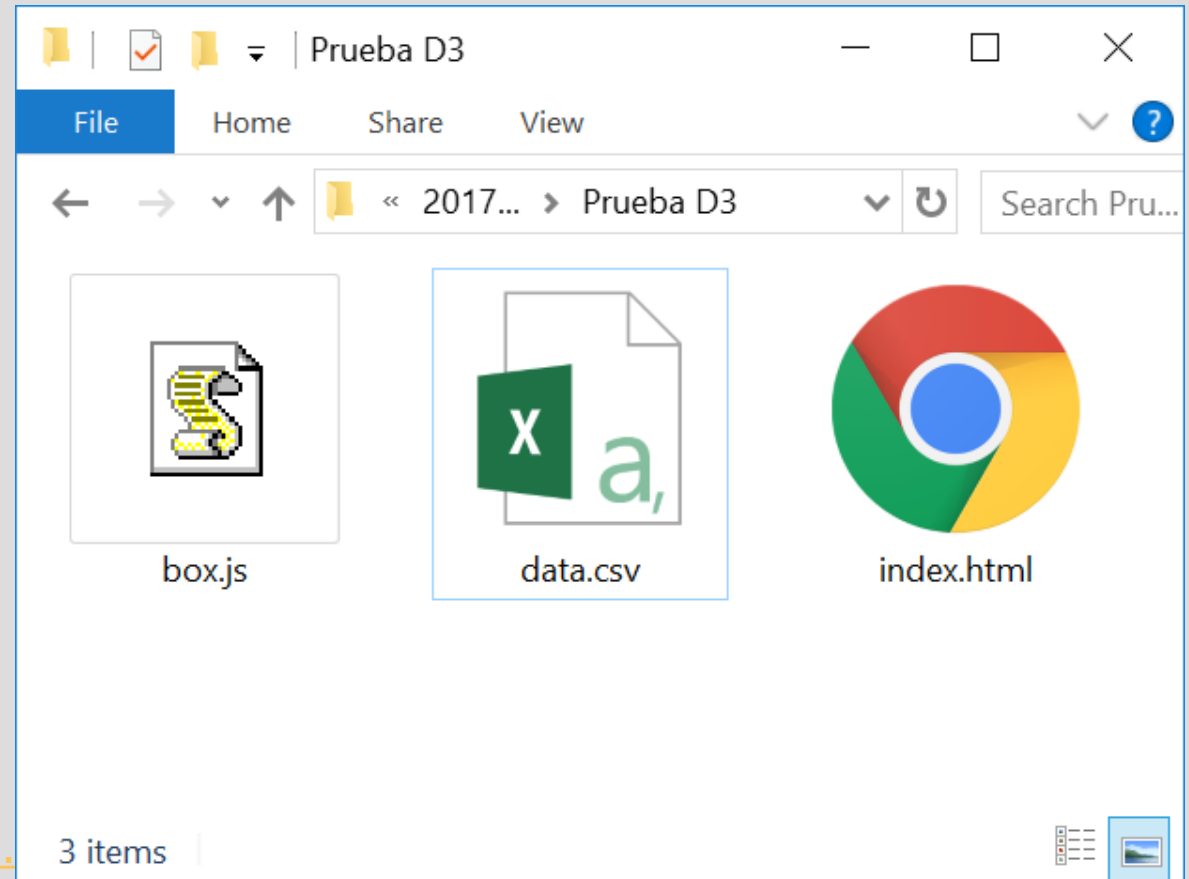 Prueba D3
File Home Share View
« 2017... > Prueba D3 Search Pru...
box.js data.csv index.html
3 items